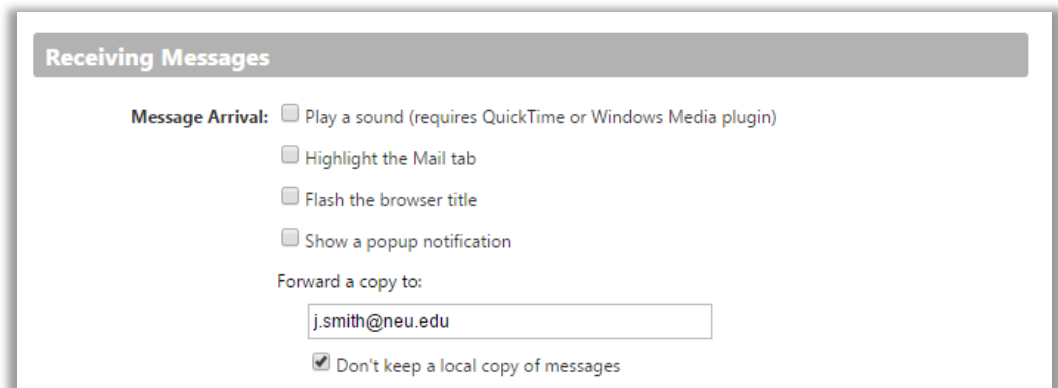 Receiving Messages
Message Arrival: Play a sound (requires QuickTime or Windows Media plugin)
Highlight the Mail tab
Flash the browser title
Show a popup notification
Forward a copy to:
j.smith@neu.edu
Don't keep a local copy of messages